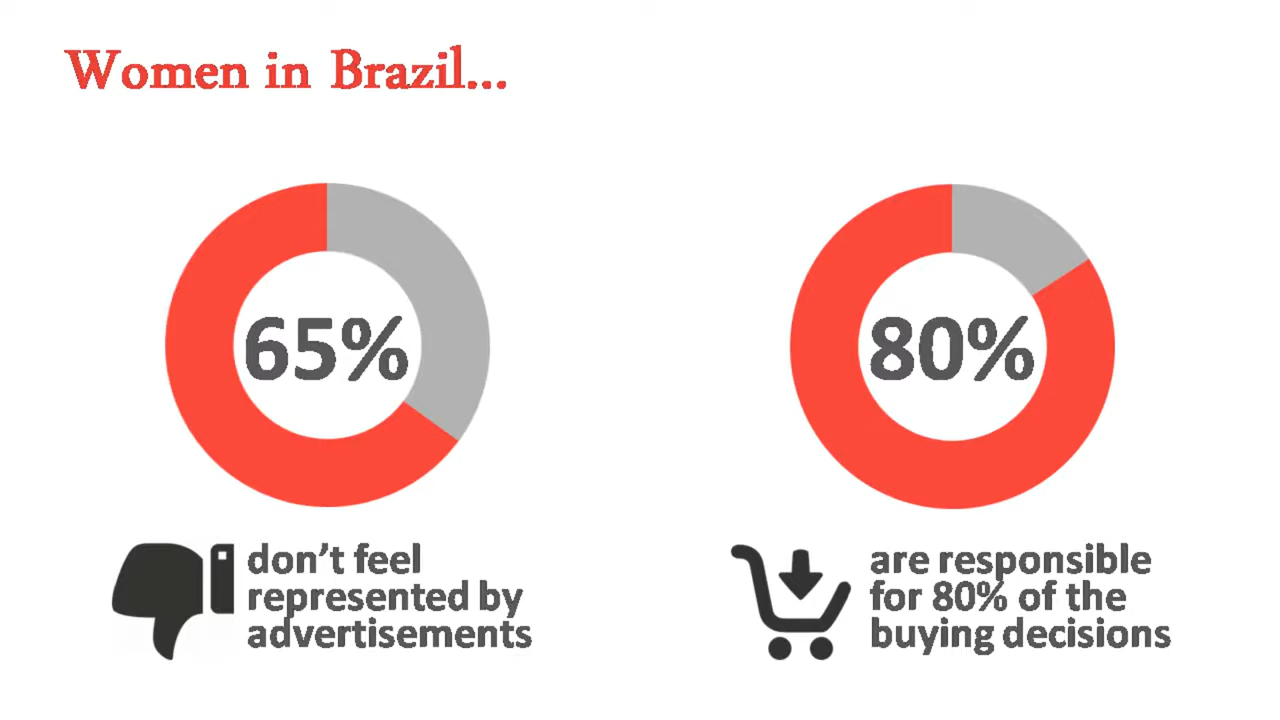 Women in Brazil...
65%
don't feel
represented by
advertisements
80%
are responsible
for 80% of the
buying decisions